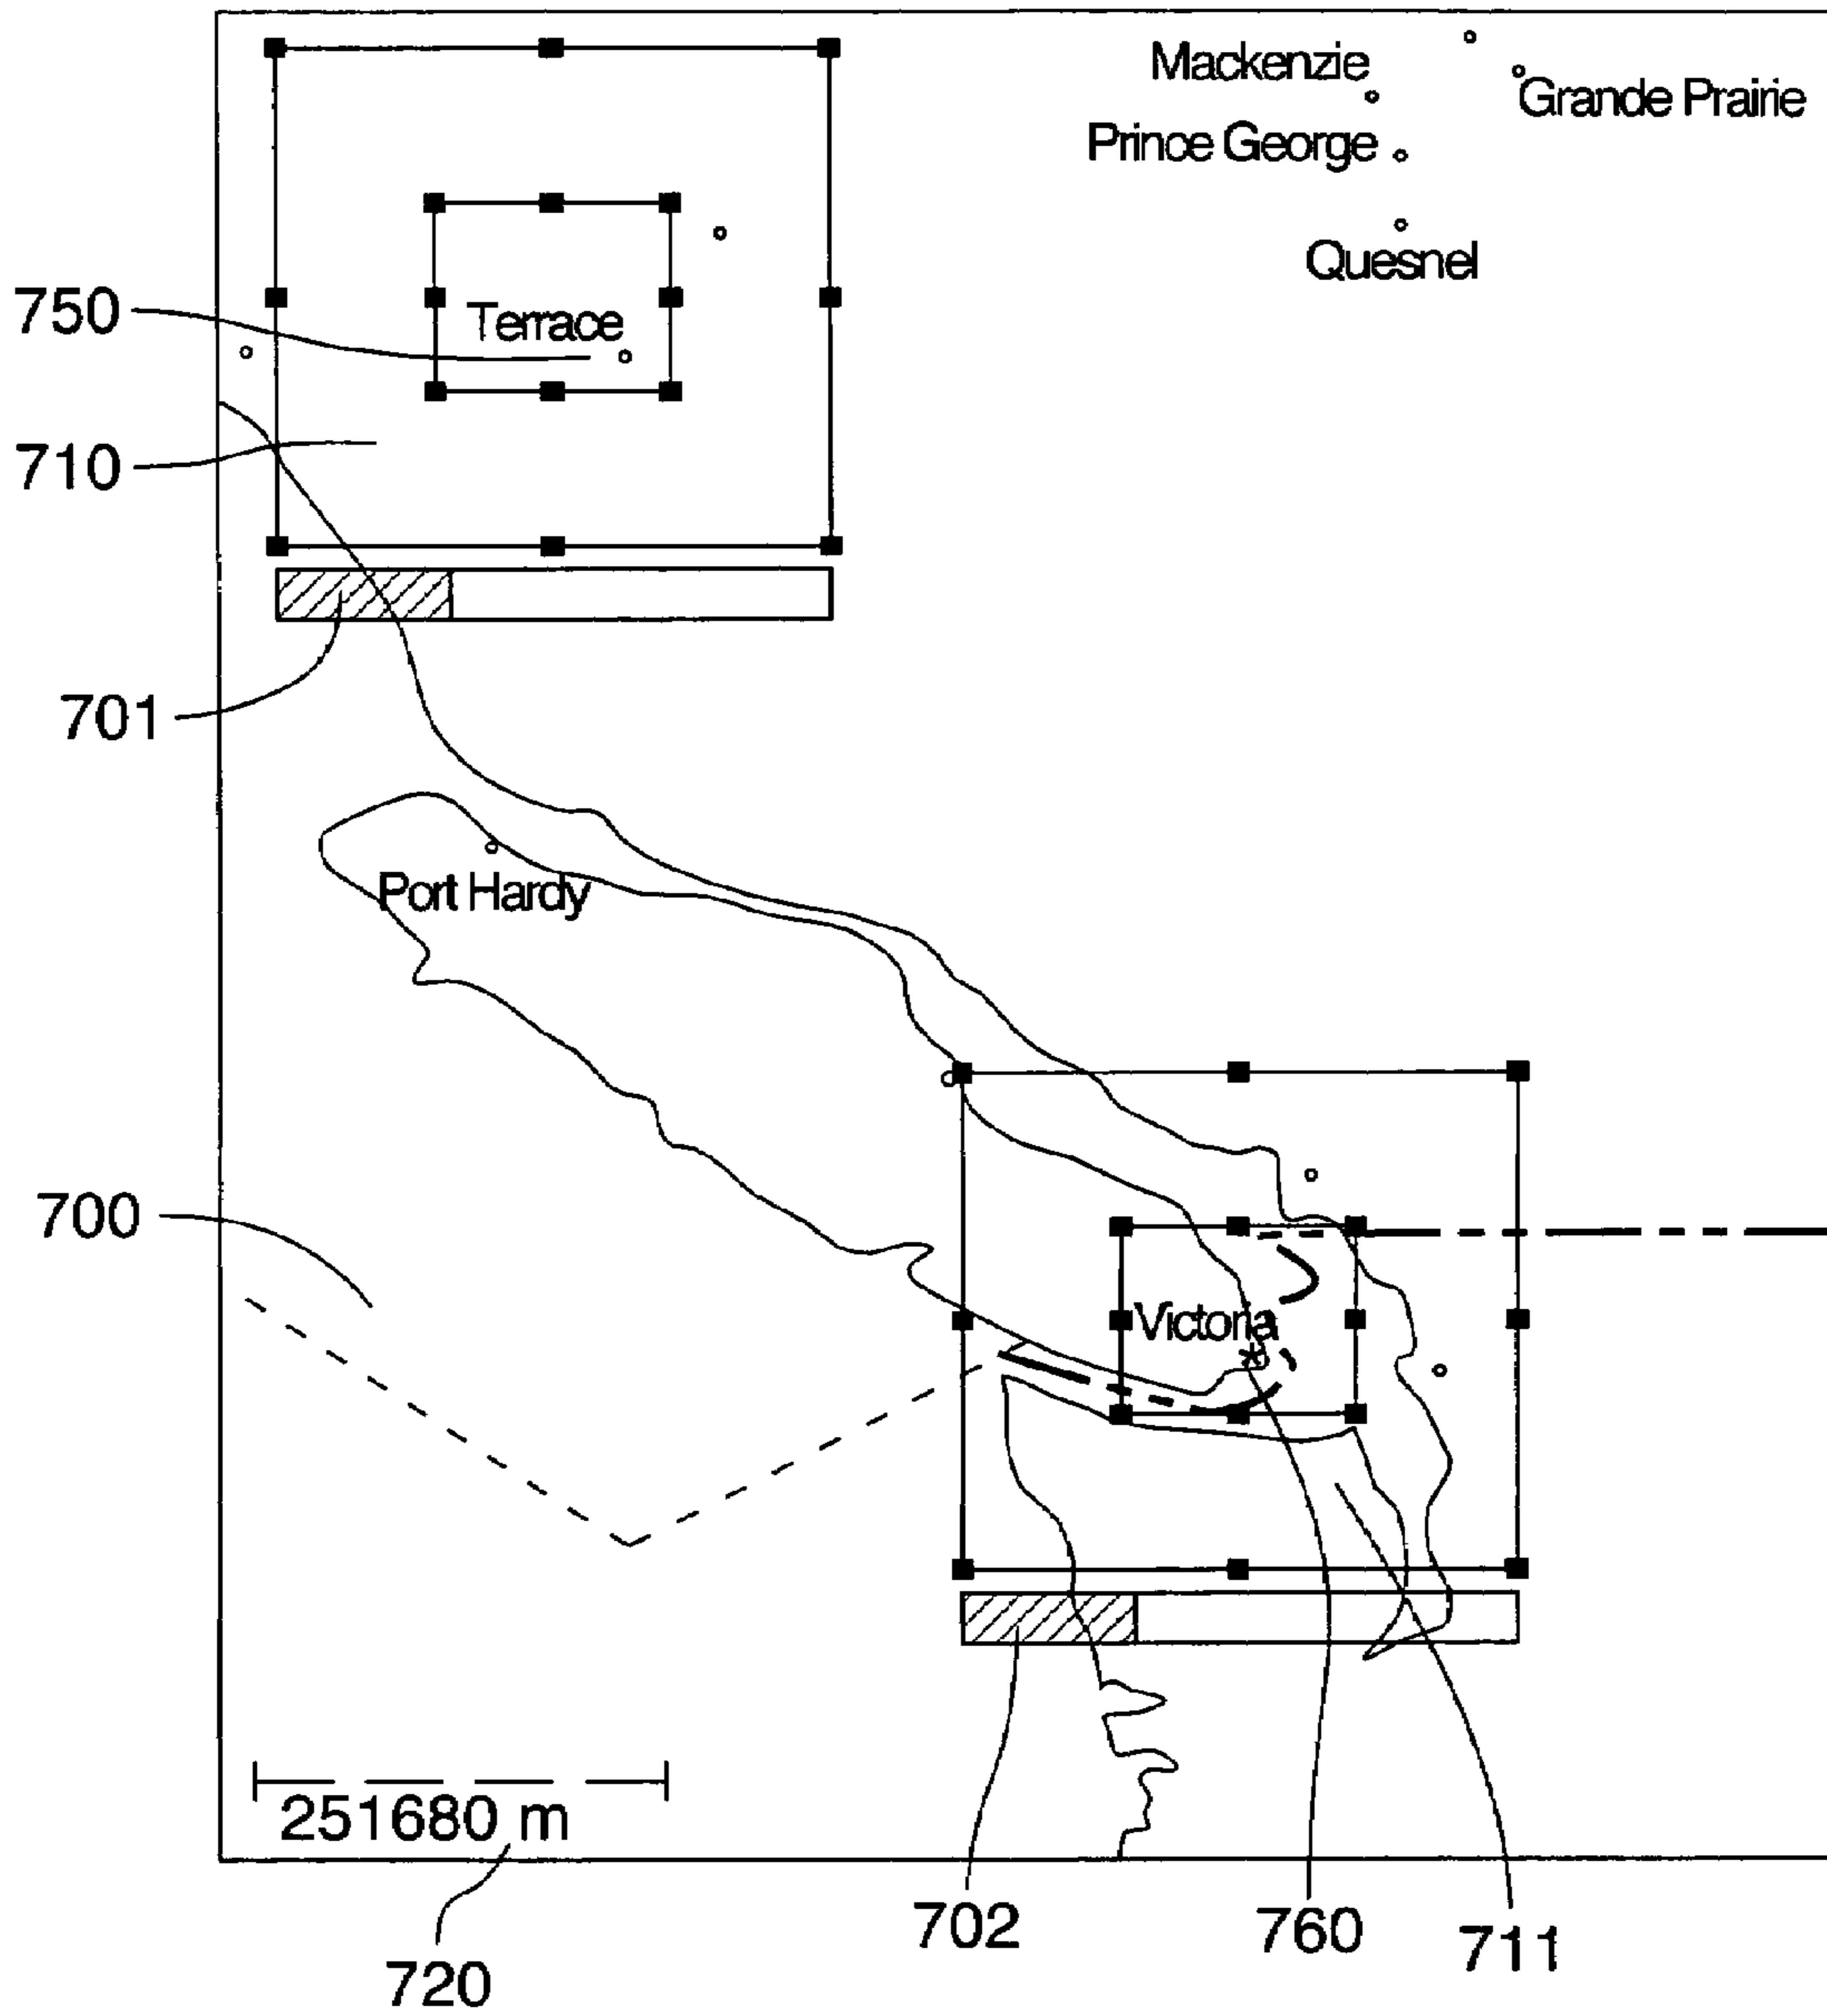 Mackenzie
Grande Prairie
Prince George
Quesnel
750
Terrace
710
701
Port Hardy
700
Victoria
251680 m
702
760
711
720